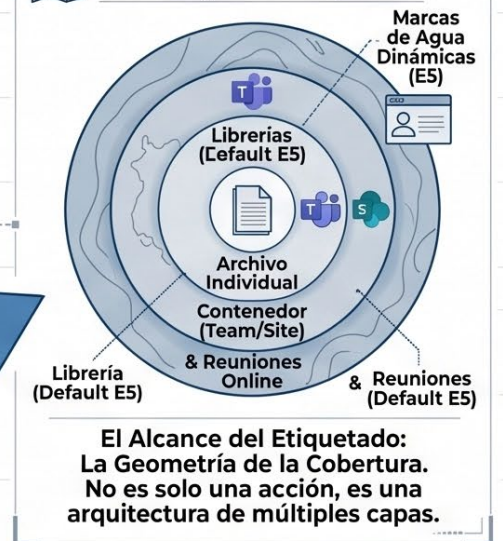 Marcas
de Agua
Dinámicas
(E5)
CEO
T
Librerías
(Cefault E5)
T
S
Archivo
Individual
Contenedor
(Team/Site)
& Reuniones
Online
Librería
(Default E5)
& Reuniones
(Default E5)
El Alcance del Etiquetado:
La Geometría de la Cobertura.
No es solo una acción, es una
arquitectura de múltiples capas.